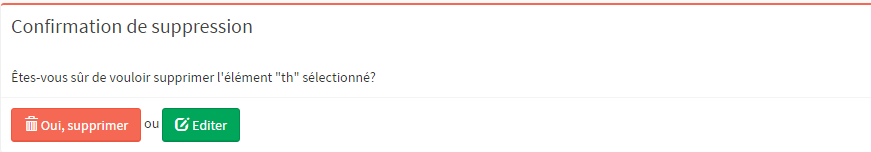 Confirmation de suppression
Êtes-vous sûr de vouloir supprimer l'élément "th" sélectionné?
Oui, supprimer ou Editer